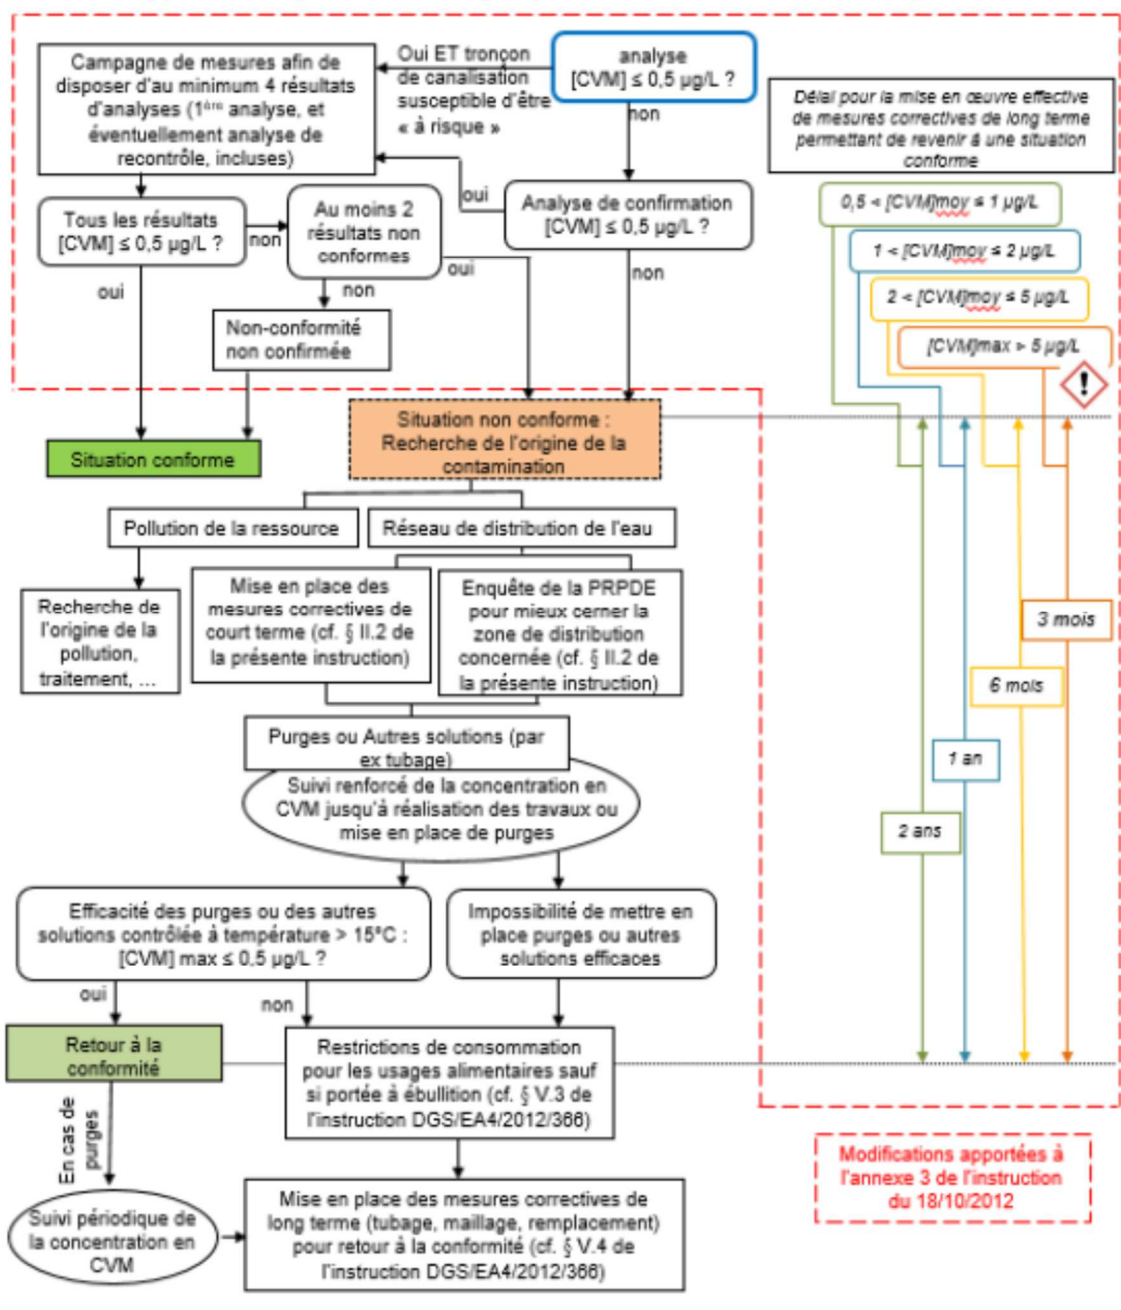 Campagne de mesures afin de
disposer d'au minimum 4 résultats
d'analyses (1ère analyse, et
éventuellement analyse de
recontrôle, incluses)
Oui ET tronçon
de canalisation
susceptible d'être
« à risque »
analyse
[CVM] ≤ 0,5 µg/L ?
non
Délai pour la mise en œuvre effective
de mesures correctives de long terme
permettant de revenir à une situation
conforme
Tous les résultats
[CVM] ≤ 0,5 µg/L ?
non
Au moins 2
résultats non
conformes
oui
Analyse de confirmation
[CVM] ≤ 0,5 µg/L ?
oui
non
oui
non
Non-conformité
non confirmée
0,5 < [CVM]moy ≤ 1 µg/L
1 < [CVM]moy ≤ 2 µg/L
2 < [CVM]moy ≤ 5 µg/L
[CVM]max > 5 µg/L
!
Situation conforme
Situation non conforme :
Recherche de l'origine de la
contamination
Pollution de la ressource
Réseau de distribution de l'eau
Recherche de
l'origine de la
pollution,
traitement, ...
Mise en place des
mesures correctives de
court terme (cf. § II.2 de
la présente instruction)
Enquête de la PRPDE
pour mieux cerner la
zone de distribution
concernée (cf. § II.2 de
la présente instruction)
3 mois
6 mois
1 an
2 ans
Purges ou Autres solutions (par
ex tubage)
Suivi renforcé de la concentration en
CVM jusqu'à réalisation des travaux ou
mise en place de purges
Efficacité des purges ou des autres
solutions contrôlée à température > 15°C :
[CVM] max ≤ 0,5 µg/L ?
Impossibilité de mettre en
place purges ou autres
solutions efficaces
oui
non
Retour à la
conformité
Restrictions de consommation
pour les usages alimentaires sauf
si portée à ébullition (cf. § V.3 de
l'instruction DGS/EA4/2012/366)
En cas de
purges
Suivi périodique de
la concentration en
CVM
Mise en place des mesures correctives de
long terme (tubage, maillage, remplacement)
pour retour à la conformité (cf. § V.4 de
l'instruction DGS/EA4/2012/366)
Modifications apportées à
l'annexe 3 de l'instruction
du 18/10/2012